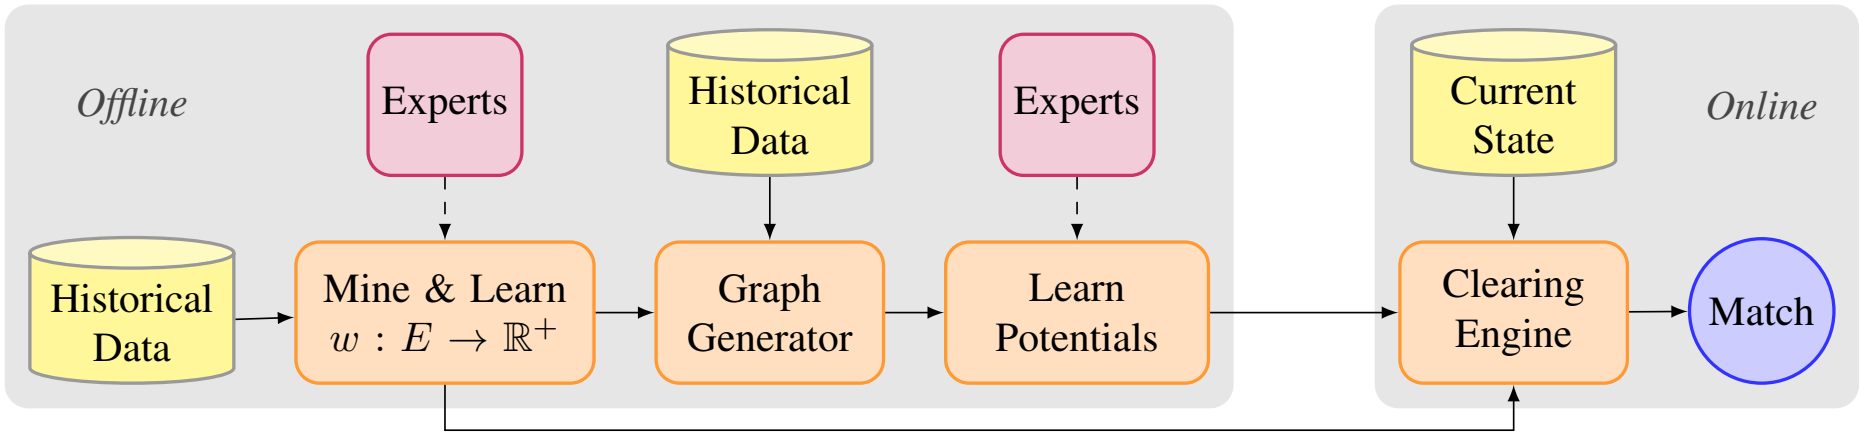 Offline
Experts
Historical
Data
Experts
Current
State
Online
Historical
Data
Mine & Learn
w : E → ℝ⁺
Graph
Generator
Learn
Potentials
Clearing
Engine
Match